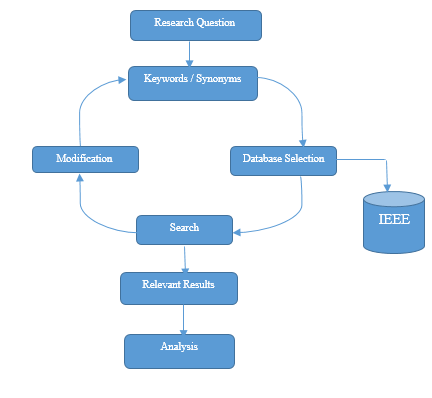 Research Question
Keywords / Synonyms
Modification
Database Selection
IEEE
Search
Relevant Results
Analysis